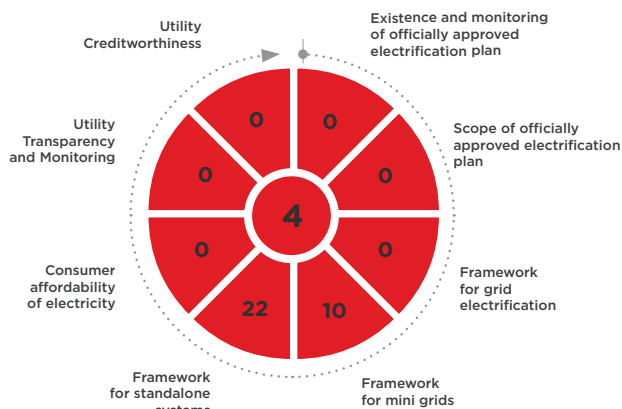 Existence and monitoring
of officially approved
electrification plan
0
Scope of officially
approved electrification
plan
0
Framework
for grid
electrification
0
Framework
for mini grids
10
Framework
for standalone
systems
22
Consumer
affordability
of electricity
0
Utility
Transparency
and Monitoring
0
Utility
Creditworthiness
0
4